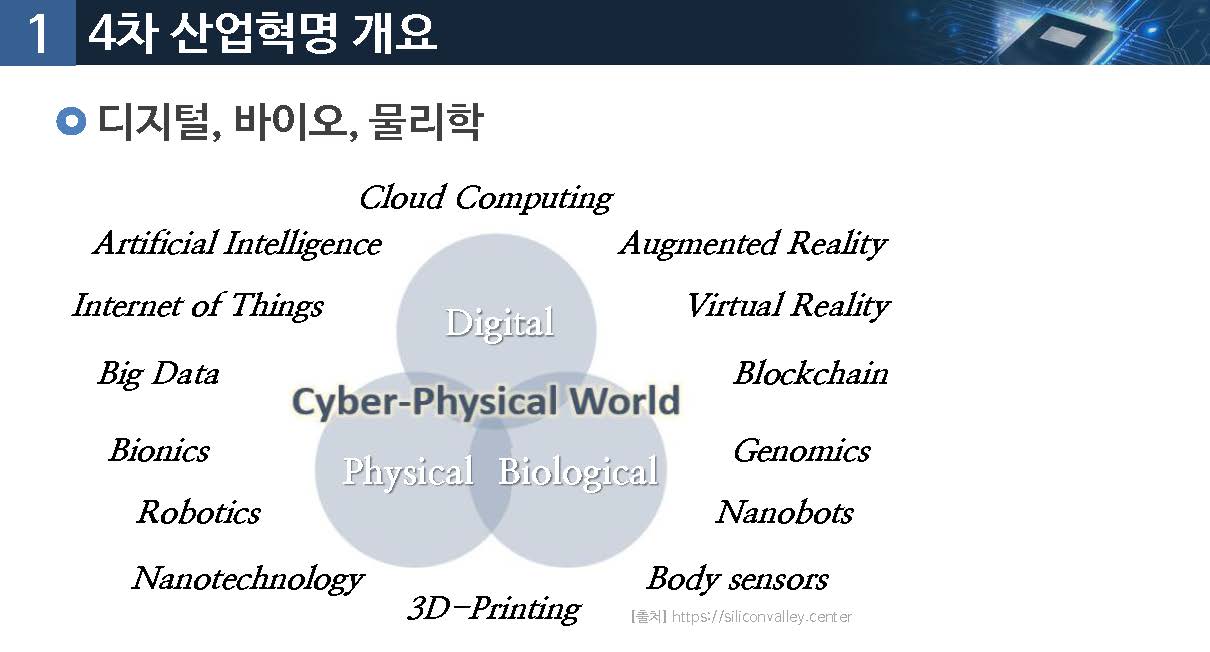 1 4차 산업혁명 개요
디지털, 바이오, 물리학
Cloud Computing
Artificial Intelligence
Augmented Reality
Internet of Things
Virtual Reality
Digital
Big Data
Blockchain
Cyber-Physical World
Bionics
Genomics
Physical
Biological
Robotics
Nanobots
Nanotechnology
Body sensors
3D-Printing
[출처] https://siliconvalley.center